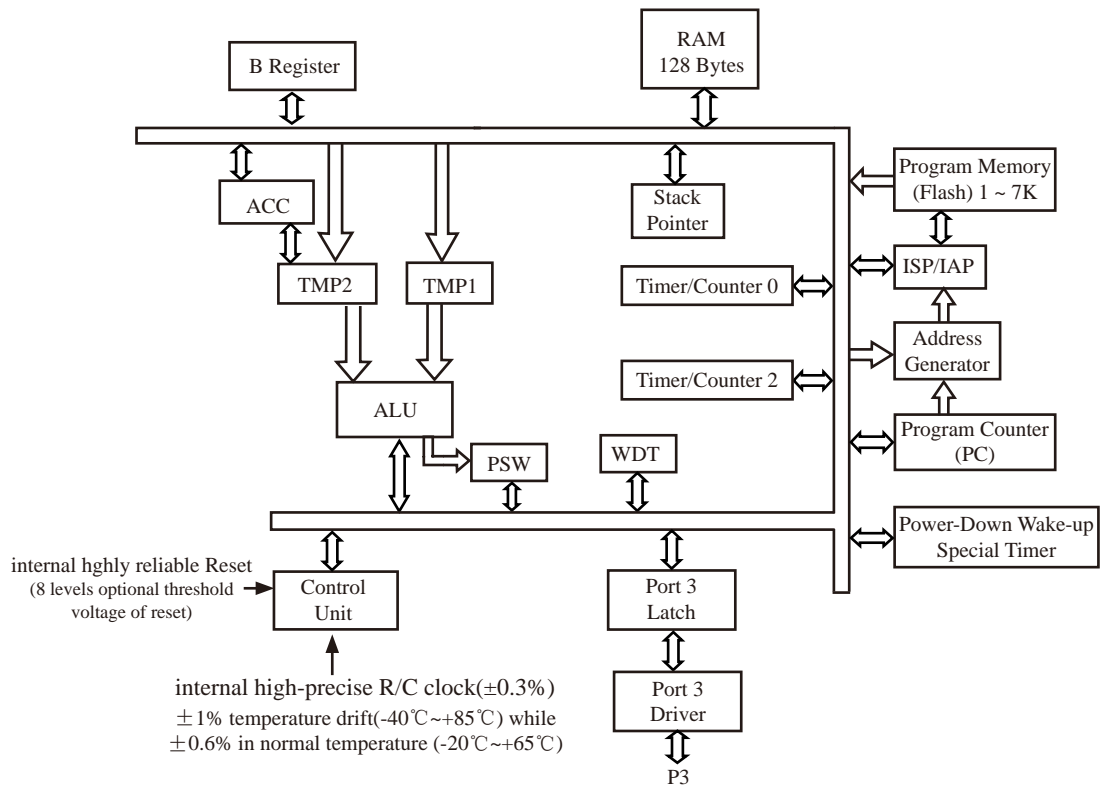 RAM
128 Bytes
B Register
Program Memory
(Flash) 1 ~ 7K
ACC
Stack
Pointer
ISP/IAP
TMP2
TMP1
Timer/Counter 0
Address
Generator
Timer/Counter 2
ALU
Program Counter
(PC)
PSW
WDT
Power-Down Wake-up
Special Timer
internal hghly reliable Reset
(8 levels optional threshold
voltage of reset)
Control
Unit
Port 3
Latch
internal high-precise R/C clock(±0.3%)
±1% temperature drift(-40℃~+85℃) while
±0.6% in normal temperature (-20℃~+65℃)
Port 3
Driver
P3